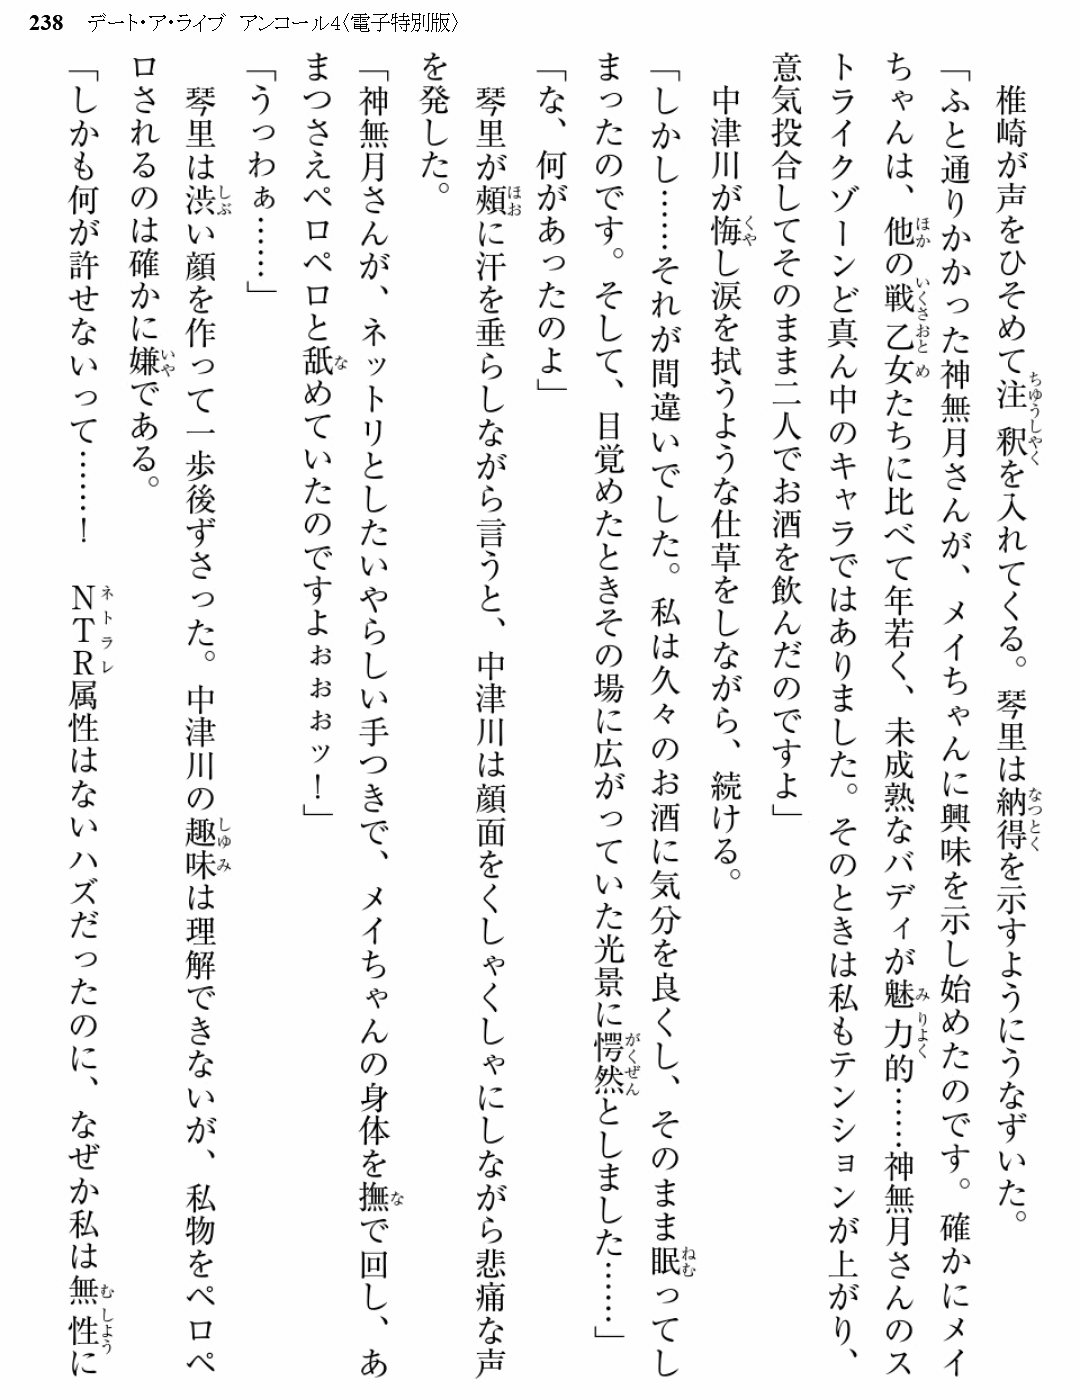 238 デート・ア・ライブ アンコール4〈電子特別版〉
椎崎が声をひそめて注釈を入れてくる。琴里は納得を示すようにうなずいた。
「ふと通りかかった神無月さんが、メイちゃんに興味を示し始めたのです。確かにメイ
ちゃんは、他の戦乙女たちに比べて年若く、未成熟なバディが魅力的……神無月さんのス
トライクゾーンど真ん中のキャラではありました。そのときは私もテンションが上がり、
意気投合してそのまま二人でお酒を飲んだのですよ」
中津川が悔し涙を拭うような仕草をしながら、続ける。
「しかし……それが間違いでした。私は久々のお酒に気分を良くし、そのまま眠ってし
まったのです。そして、目覚めたときその場に広がっていた光景に愕然としました……」
「な、何があったのよ」
琴里が頰に汗を垂らしながら言うと、中津川は顔面をくしゃくしゃにしながら悲痛な声
を発した。
「神無月さんが、ネットリとしたいやらしい手つきで、メイちゃんの身体を撫で回し、あ
まつさえペロペロと舐めていたのですよぉぉぉッ！」
「うっわぁ……」
琴里は渋い顔を作って一歩後ずさった。中津川の趣味は理解できないが、私物をペロペ
ロされるのは確かに嫌である。
「しかも何が許せないって……！　ＮＴＲ属性はないハズだったのに、なぜか私は無性に